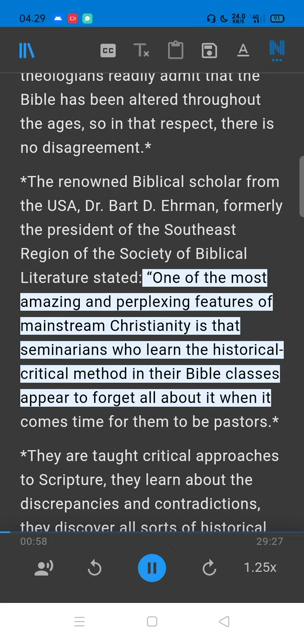 04.29
24.0
KB/S
4G
CC
A
N
theologians readily admit that the
Bible has been altered throughout
the ages, so in that respect, there is
no disagreement.*
*The renowned Biblical scholar from
the USA, Dr. Bart D. Ehrman, formerly
the president of the Southeast
Region of the Society of Biblical
Literature stated: “One of the most
amazing and perplexing features of
mainstream Christianity is that
seminarians who learn the historical-
critical method in their Bible classes
appear to forget all about it when it
comes time for them to be pastors.*
*They are taught critical approaches
to Scripture, they learn about the
discrepancies and contradictions,
they discover all sorts of historical
00:58
29:27
1.25x